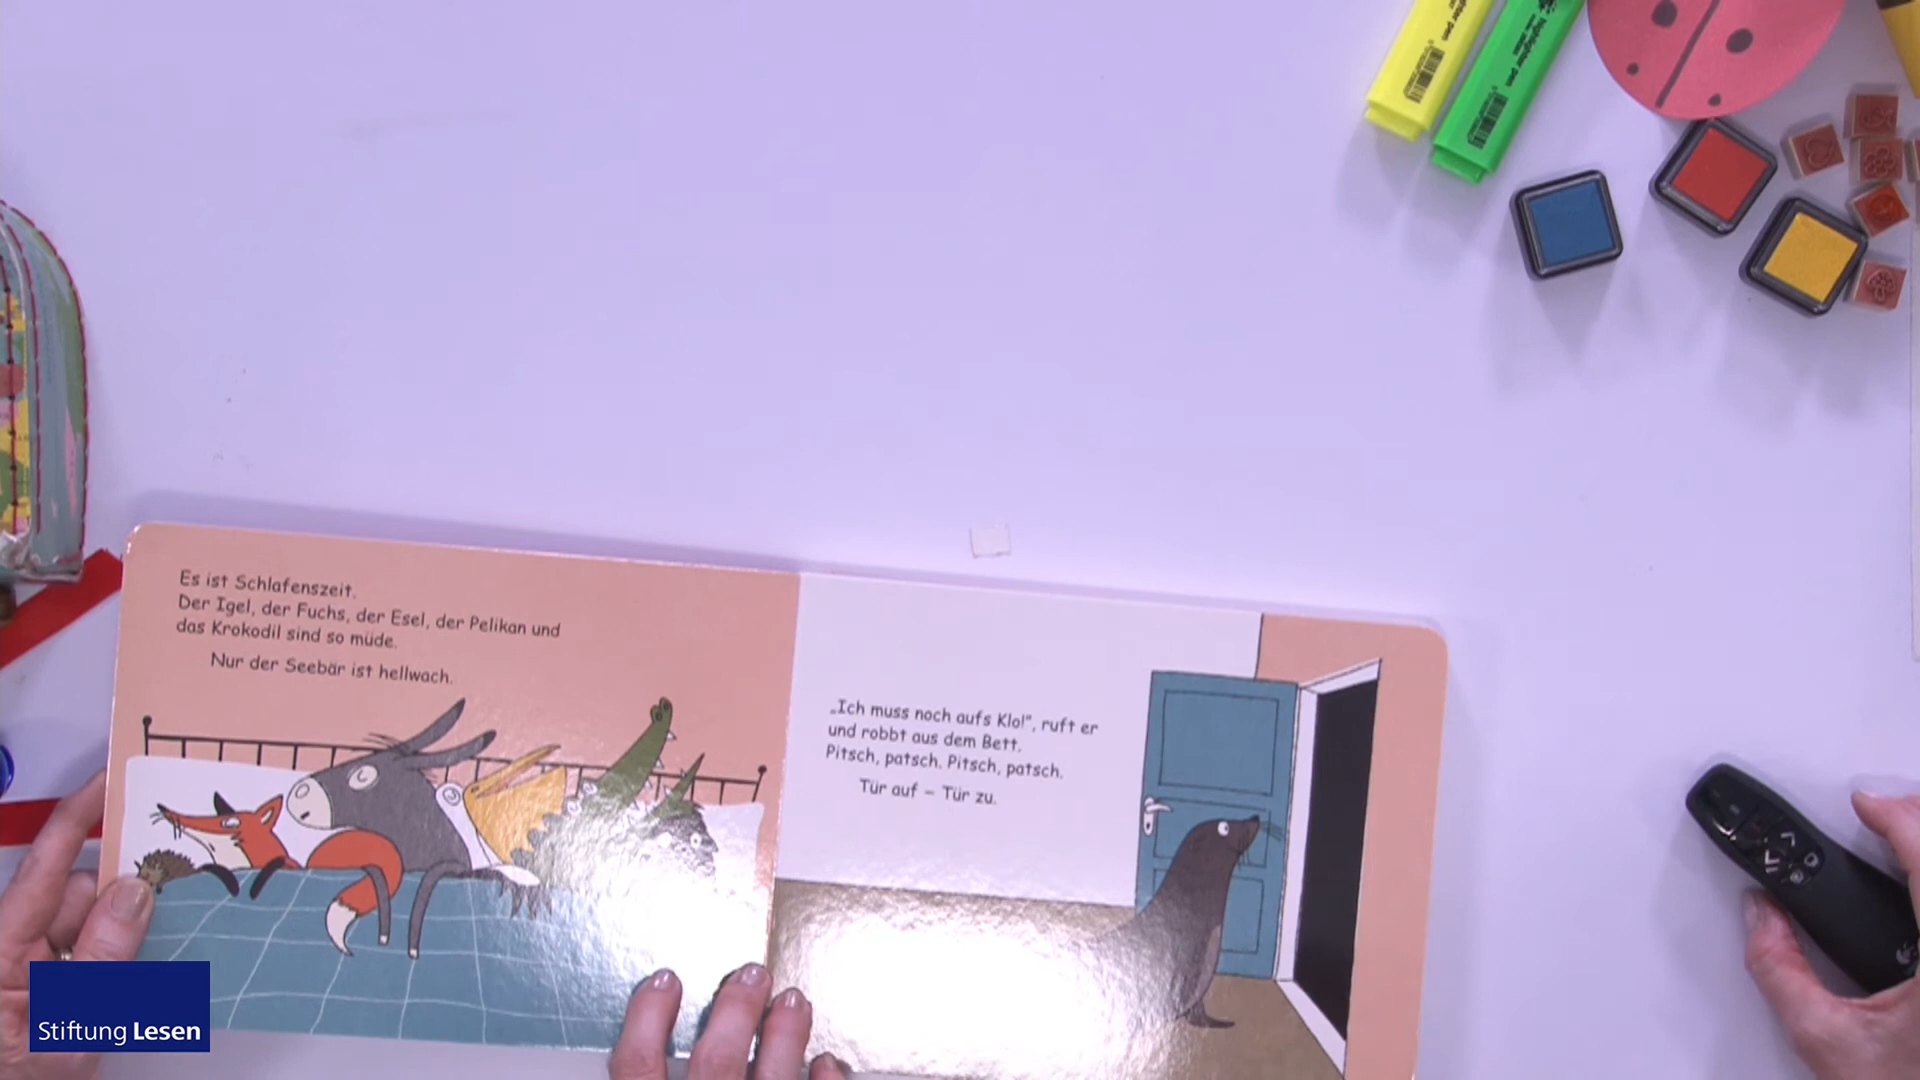 Es ist Schlafenszeit.
Der Igel, der Fuchs, der Esel, der Pelikan und
das Krokodil sind so müde.
Nur der Seebär ist hellwach.
„Ich muss noch aufs Klo!“, ruft er
und robbt aus dem Bett.
Pitsch, patsch. Pitsch, patsch.
Tür auf – Tür zu.
highlighter pen
Stiftung Lesen